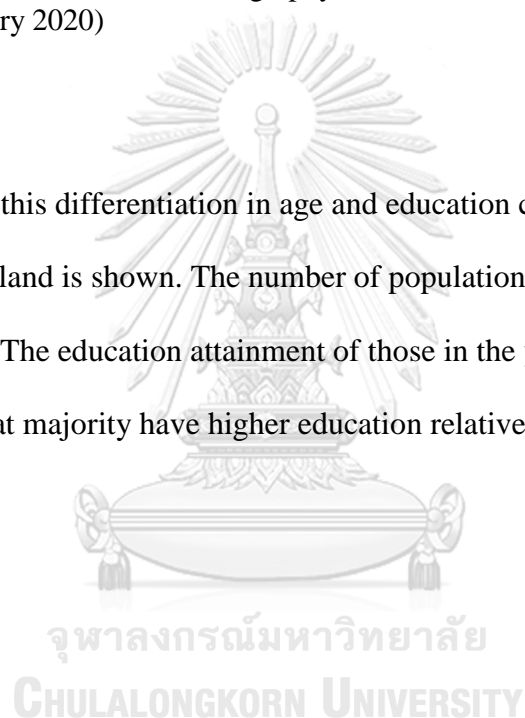 ry 2020)
this differentiation in age and education c
land is shown. The number of population
The education attainment of those in the
at majority have higher education relative
จุฬาลงกรณ์มหาวิทยาลัย
CHULALONGKORN UNIVERSITY